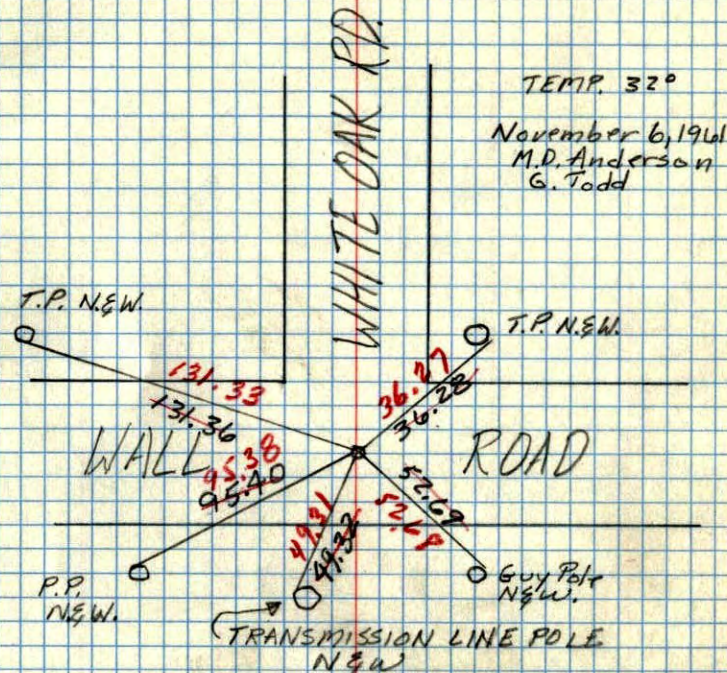 WHITE OAK RD.
TEMP. 32°
November 6, 1961
M.D. Anderson
G. Todd
T.P. N.&W.
T.P. N.&W.
131.33
131.36
36.27
36.28
WALL ROAD
95.38
95.40
49.31
49.32
52.69
52.68
P.P.
N.&W.
Guy Pole
N&W.
TRANSMISSION LINE POLE
N&W